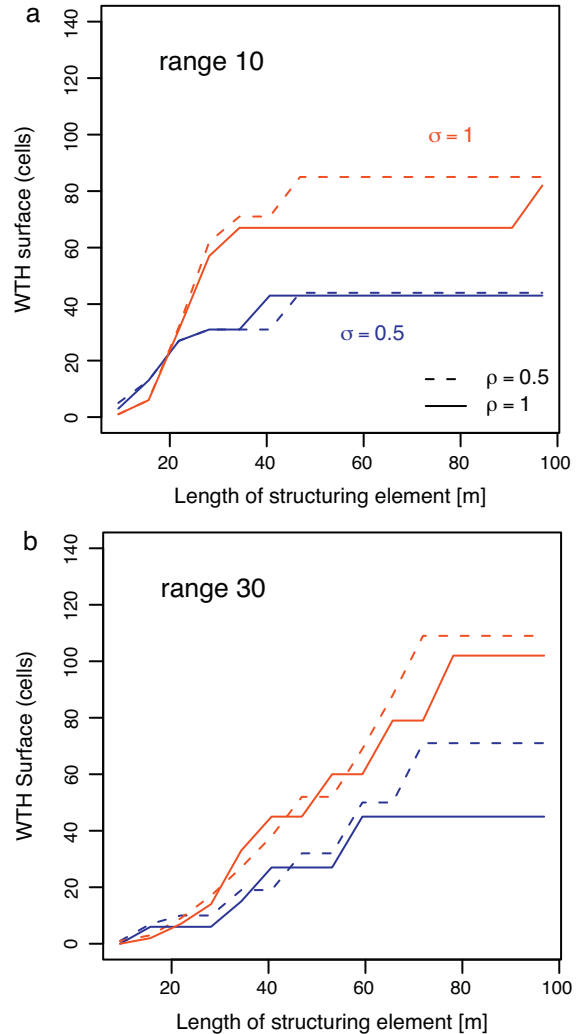 a
range 10
σ = 1
σ = 0.5
ρ = 0.5
ρ = 1
WTH surface (cells)
0 20 40 60 80 100 120 140
20 40 60 80 100
Length of structuring element [m]
b
range 30
WTH Surface (cells)
0 20 40 60 80 100 120 140
20 40 60 80 100
Length of structuring element [m]